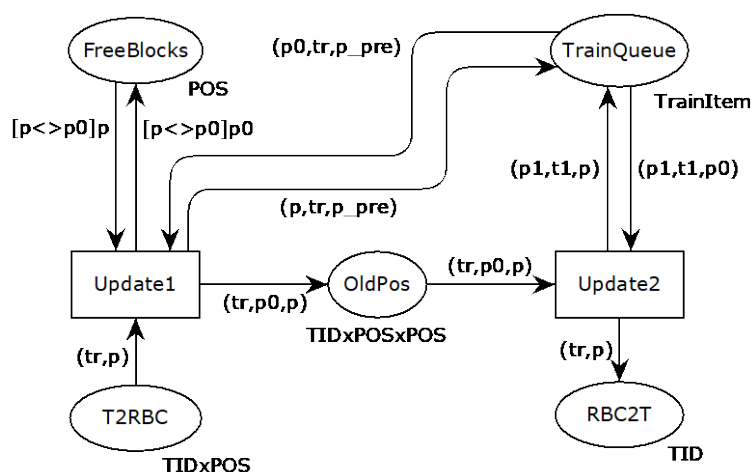 FreeBlocks
POS
(p0,tr,p_pre)
TrainQueue
TrainItem
[p<>p0]p
[p<>p0]p0
(p,tr,p_pre)
(p1,t1,p)
(p1,t1,p0)
Update1
(tr,p0,p)
OldPos
TIDxPOSxPOS
(tr,p0,p)
Update2
(tr,p)
T2RBC
TIDxPOS
(tr,p)
RBC2T
TID